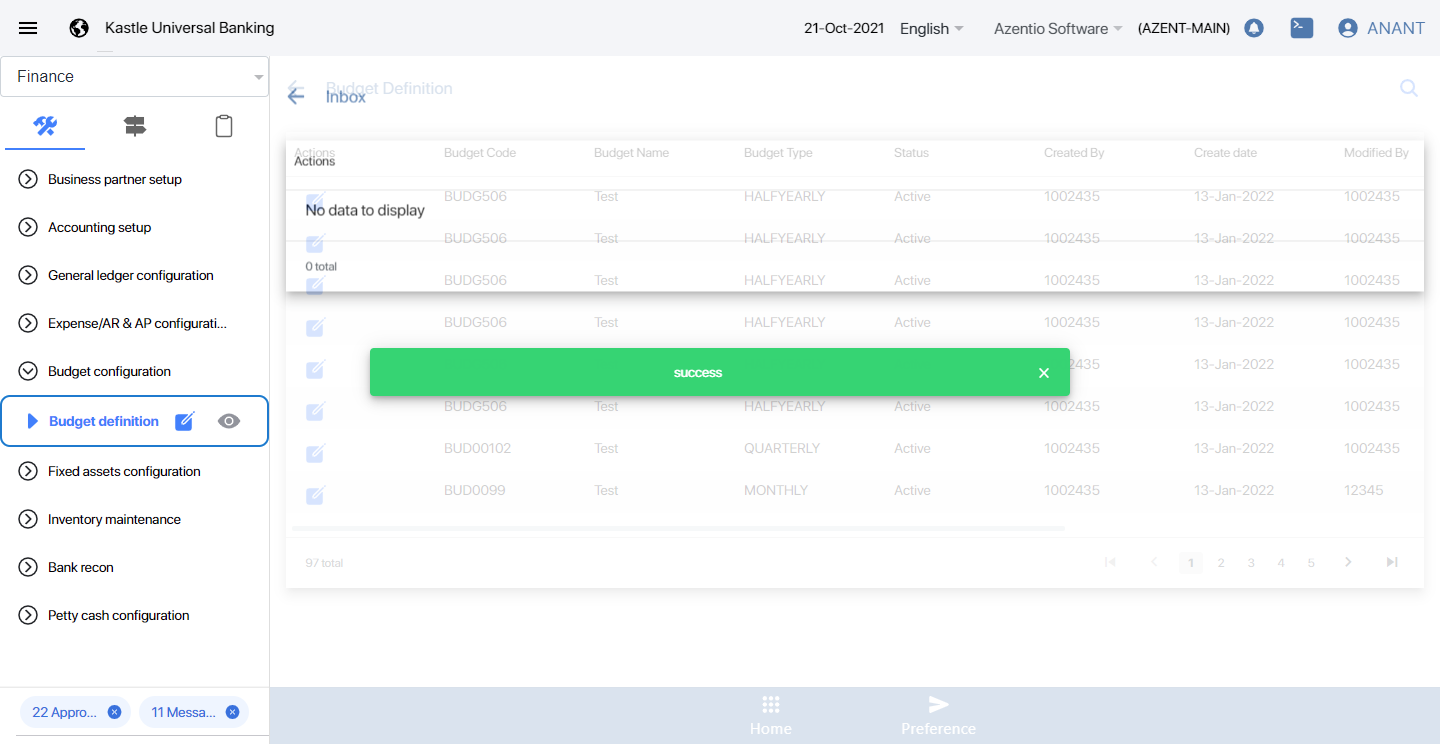 Kastle Universal Banking
21-Oct-2021 English Azentio Software (AZENT-MAIN) ANANT
Finance
Business partner setup
Accounting setup
General ledger configuration
Expense/AR & AP configurati...
Budget configuration
Budget definition
Fixed assets configuration
Inventory maintenance
Bank recon
Petty cash configuration
22 Appro...
11 Messa...
Budget Definition
Inbox
Actions Budget Code Budget Name Budget Type Status Created By Create date Modified By
Actions
BUDG506 Test HALFYEARLY Active 1002435 13-Jan-2022 1002435
No data to display
BUDG506 Test HALFYEARLY Active 1002435 13-Jan-2022 1002435
0 total
BUDG506 Test HALFYEARLY Active 1002435 13-Jan-2022 1002435
BUDG506 Test HALFYEARLY Active 1002435 13-Jan-2022 1002435
2435 13-Jan-2022 1002435
success
BUDG506 Test HALFYEARLY Active 1002435 13-Jan-2022 1002435
BUD00102 Test QUARTERLY Active 1002435 13-Jan-2022 1002435
BUD0099 Test MONTHLY Active 1002435 13-Jan-2022 12345
97 total
1 2 3 4 5
Home
Preference